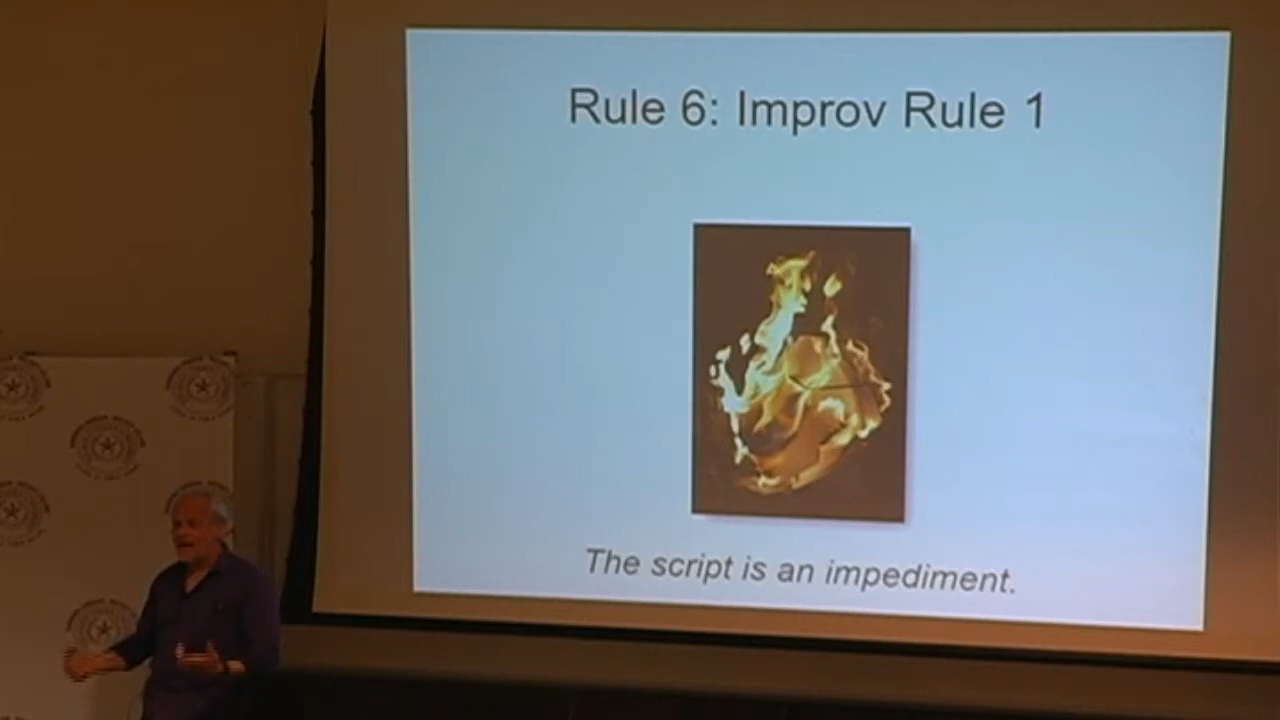 Rule 6: Improv Rule 1
The script is an impediment.